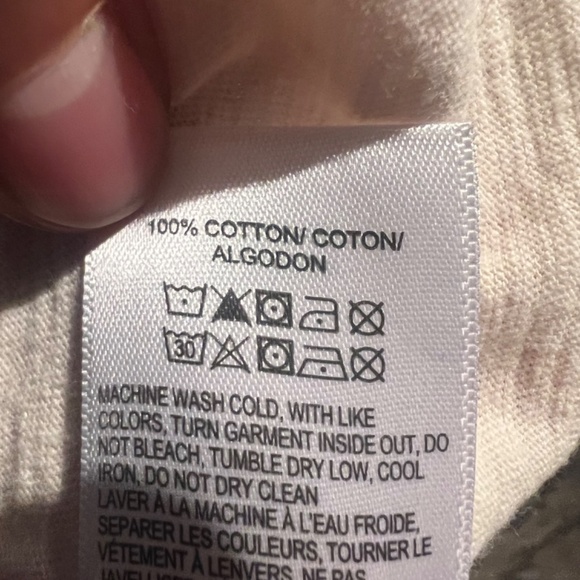 100% COTTON/ COTON/
ALGODON
30
MACHINE WASH COLD, WITH LIKE
COLORS, TURN GARMENT INSIDE OUT, DO
NOT BLEACH, TUMBLE DRY LOW, COOL
IRON, DO NOT DRY CLEAN
LAVER À LA MACHINE À L'EAU FROIDE,
SEPARER LES COULEURS, TOURNER LE
VÊTEMENT À LENVERS, NE PAS